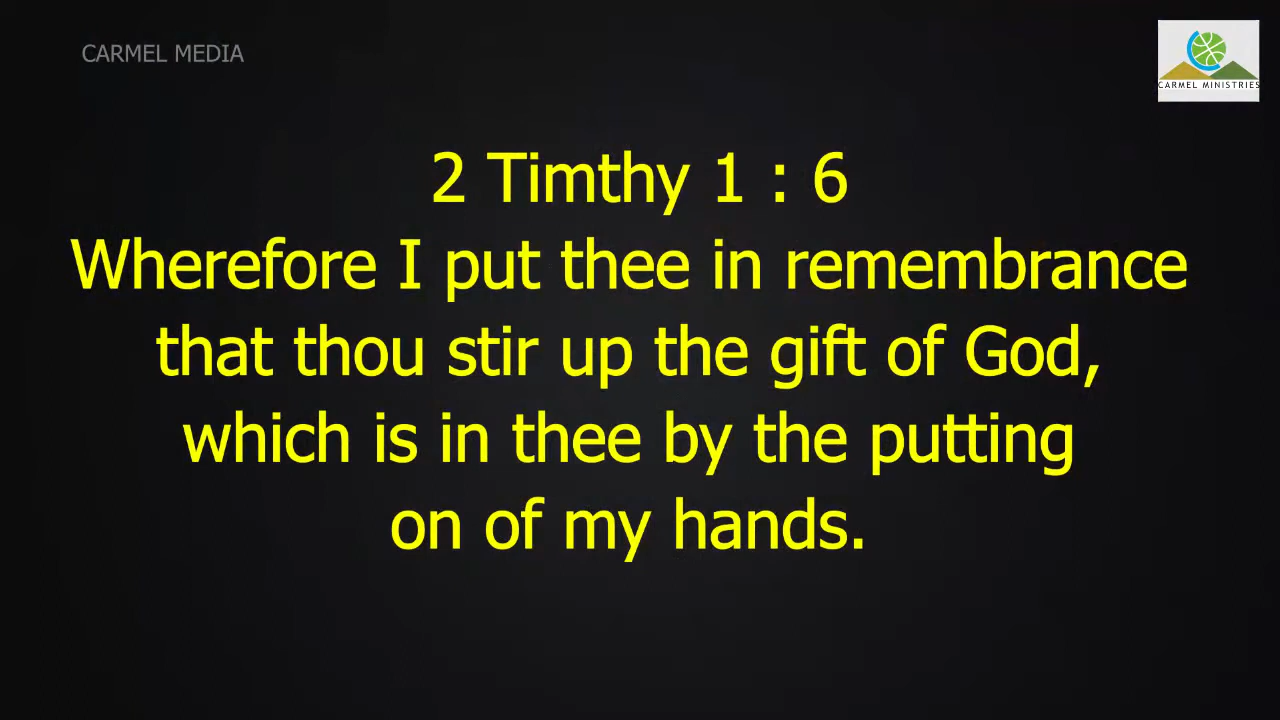 CARMEL MEDIA
CARMEL MINISTRIES
2 Timthy 1 : 6
Wherefore I put thee in remembrance
that thou stir up the gift of God,
which is in thee by the putting
on of my hands.